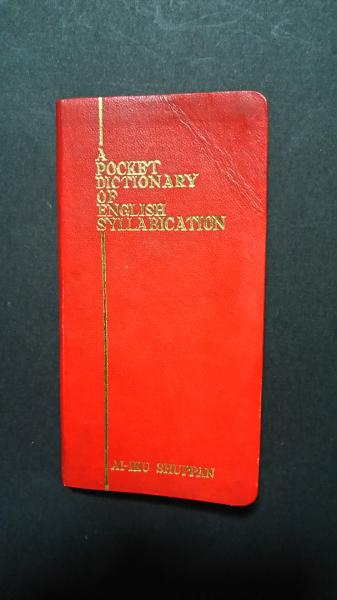 A
POCKET
DICTIONARY
OF
ENGLISH
SYLLABICATION
AI-IKU SHUPPAN